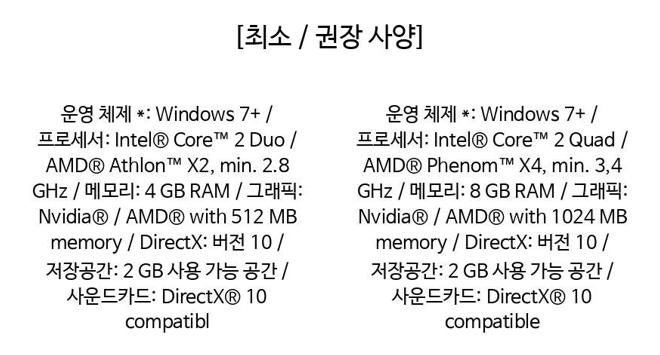 [최소 / 권장 사양]
운영 체제 *: Windows 7+ /
프로세서: Intel® Core™ 2 Duo /
AMD® Athlon™ X2, min. 2.8
GHz / 메모리: 4 GB RAM / 그래픽:
Nvidia® / AMD® with 512 MB
memory / DirectX: 버전 10 /
저장공간: 2 GB 사용 가능 공간 /
사운드카드: DirectX® 10
compatibl
운영 체제 *: Windows 7+ /
프로세서: Intel® Core™ 2 Quad /
AMD® Phenom™ X4, min. 3,4
GHz / 메모리: 8 GB RAM / 그래픽:
Nvidia® / AMD® with 1024 MB
memory / DirectX: 버전 10 /
저장공간: 2 GB 사용 가능 공간 /
사운드카드: DirectX® 10
compatible